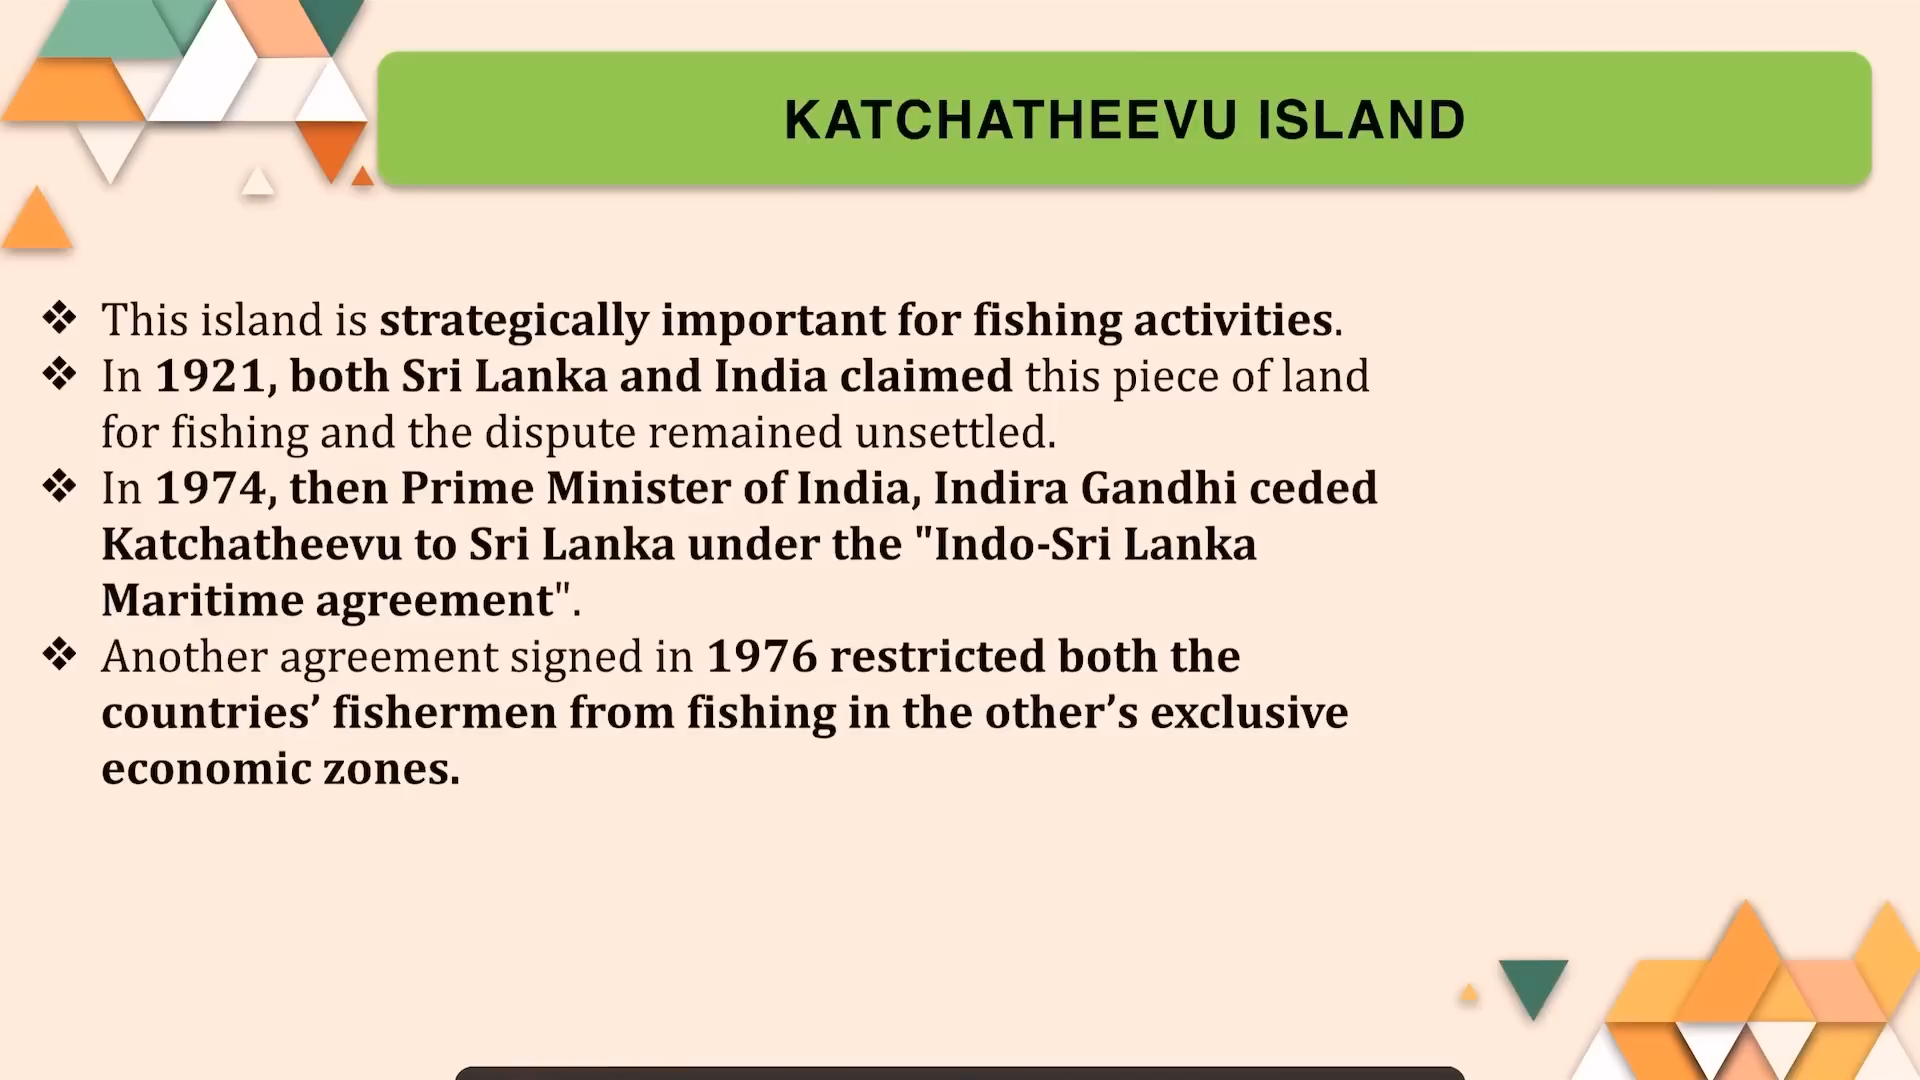 KATCHATHEEVU ISLAND
❖ This island is strategically important for fishing activities.
❖ In 1921, both Sri Lanka and India claimed this piece of land
for fishing and the dispute remained unsettled.
❖ In 1974, then Prime Minister of India, Indira Gandhi ceded
Katchatheevu to Sri Lanka under the "Indo-Sri Lanka
Maritime agreement".
❖ Another agreement signed in 1976 restricted both the
countries’ fishermen from fishing in the other’s exclusive
economic zones.